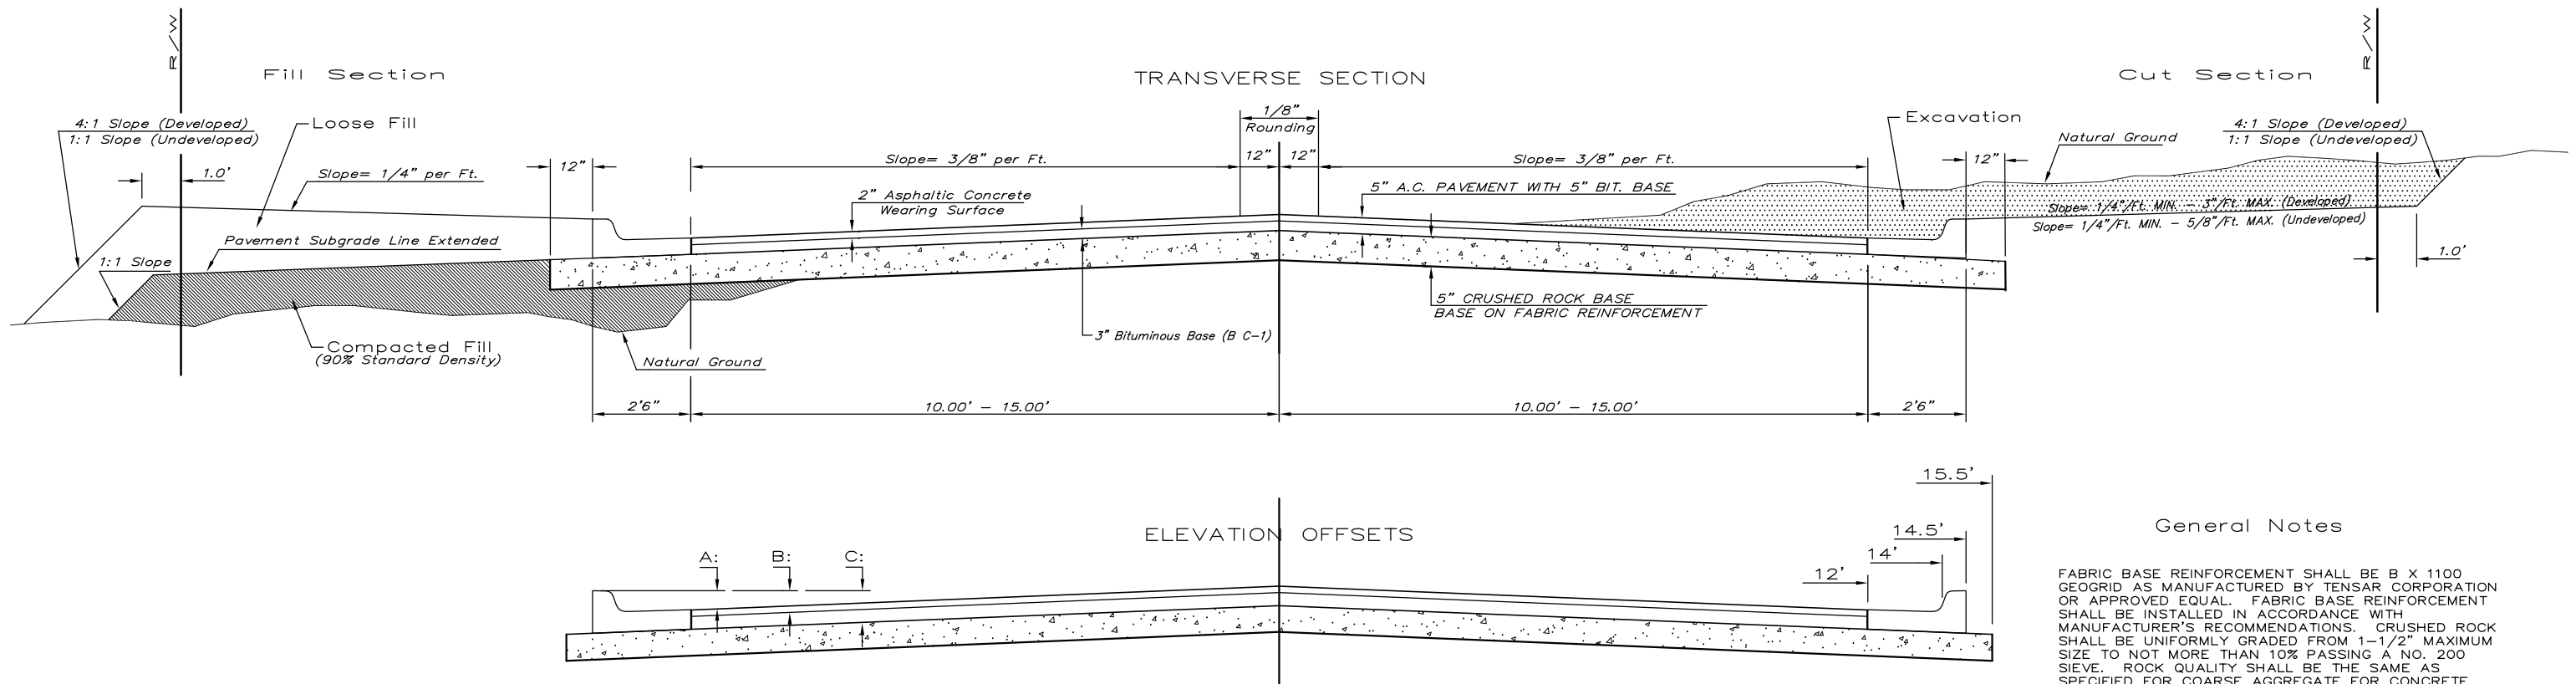 R/W
R/W
Fill Section
TRANSVERSE SECTION
Cut Section
4:1 Slope (Developed)
1:1 Slope (Undeveloped)
Loose Fill
1.0'
Slope= 1/4" per Ft.
12"
Slope= 3/8" per Ft.
1/8"
Rounding
12"
12"
Slope= 3/8" per Ft.
Excavation
Natural Ground
12"
4:1 Slope (Developed)
1:1 Slope (Undeveloped)
2" Asphaltic Concrete
Wearing Surface
5" A.C. PAVEMENT WITH 5" BIT. BASE
Slope= 1/4"/Ft. MIN. - 3"/Ft. MAX. (Developed)
Slope= 1/4"/Ft. MIN. - 5/8"/Ft. MAX. (Undeveloped)
Pavement Subgrade Line Extended
1:1 Slope
1.0'
5" CRUSHED ROCK BASE
BASE ON FABRIC REINFORCEMENT
3" Bituminous Base (B C-1)
Compacted Fill
(90% Standard Density)
Natural Ground
2'6"
10.00' - 15.00'
10.00' - 15.00'
2'6"
ELEVATION OFFSETS
A:
B:
C:
12'
14'
14.5'
15.5'
General Notes
FABRIC BASE REINFORCEMENT SHALL BE B X 1100
GEOGRID AS MANUFACTURED BY TENSAR CORPORATION
OR APPROVED EQUAL. FABRIC BASE REINFORCEMENT
SHALL BE INSTALLED IN ACCORDANCE WITH
MANUFACTURER'S RECOMMENDATIONS. CRUSHED ROCK
SHALL BE UNIFORMLY GRADED FROM 1-1/2" MAXIMUM
SIZE TO NOT MORE THAN 10% PASSING A NO. 200
SIEVE. ROCK QUALITY SHALL BE THE SAME AS
SPECIFIED FOR COARSE AGGREGATE FOR CONCRETE